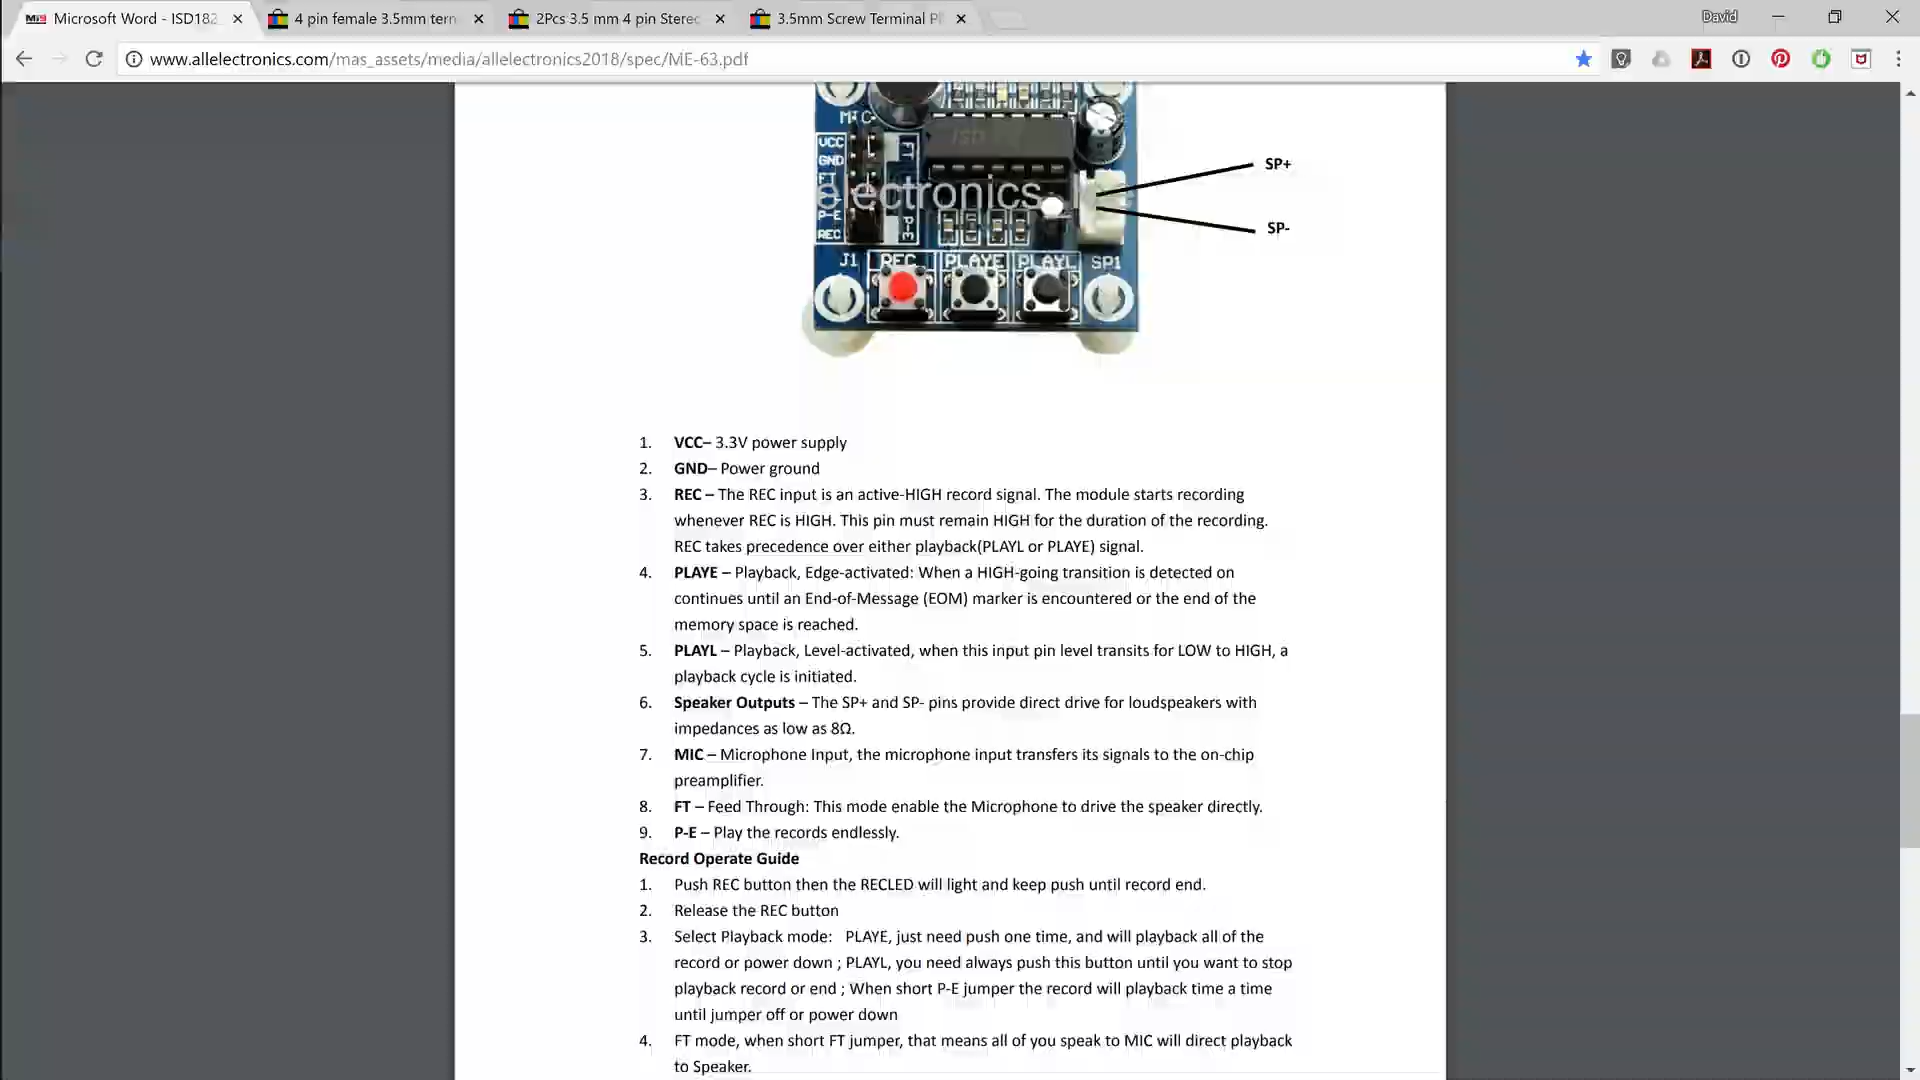 Microsoft Word - ISD182
4 pin female 3.5mm term
2Pcs 3.5 mm 4 pin Stereo
3.5mm Screw Terminal Pl
David
www.allelectronics.com/mas_assets/media/allelectronics2018/spec/ME-63.pdf
VCC
FT
ISD
GND
SP+
FT
electronics
P-E
P-E
REC
SP-
J1 REC PLAYE PLAYL SP1
1. VCC– 3.3V power supply
2. GND– Power ground
3. REC – The REC input is an active-HIGH record signal. The module starts recording
whenever REC is HIGH. This pin must remain HIGH for the duration of the recording.
REC takes precedence over either playback(PLAYL or PLAYE) signal.
4. PLAYE – Playback, Edge-activated: When a HIGH-going transition is detected on
continues until an End-of-Message (EOM) marker is encountered or the end of the
memory space is reached.
5. PLAYL – Playback, Level-activated, when this input pin level transits for LOW to HIGH, a
playback cycle is initiated.
6. Speaker Outputs – The SP+ and SP- pins provide direct drive for loudspeakers with
impedances as low as 8Ω.
7. MIC – Microphone Input, the microphone input transfers its signals to the on-chip
preamplifier.
8. FT – Feed Through: This mode enable the Microphone to drive the speaker directly.
9. P-E – Play the records endlessly.
Record Operate Guide
1. Push REC button then the RECLED will light and keep push until record end.
2. Release the REC button
3. Select Playback mode: PLAYE, just need push one time, and will playback all of the
record or power down ; PLAYL, you need always push this button until you want to stop
playback record or end ; When short P-E jumper the record will playback time a time
until jumper off or power down
4. FT mode, when short FT jumper, that means all of you speak to MIC will direct playback
to Speaker.